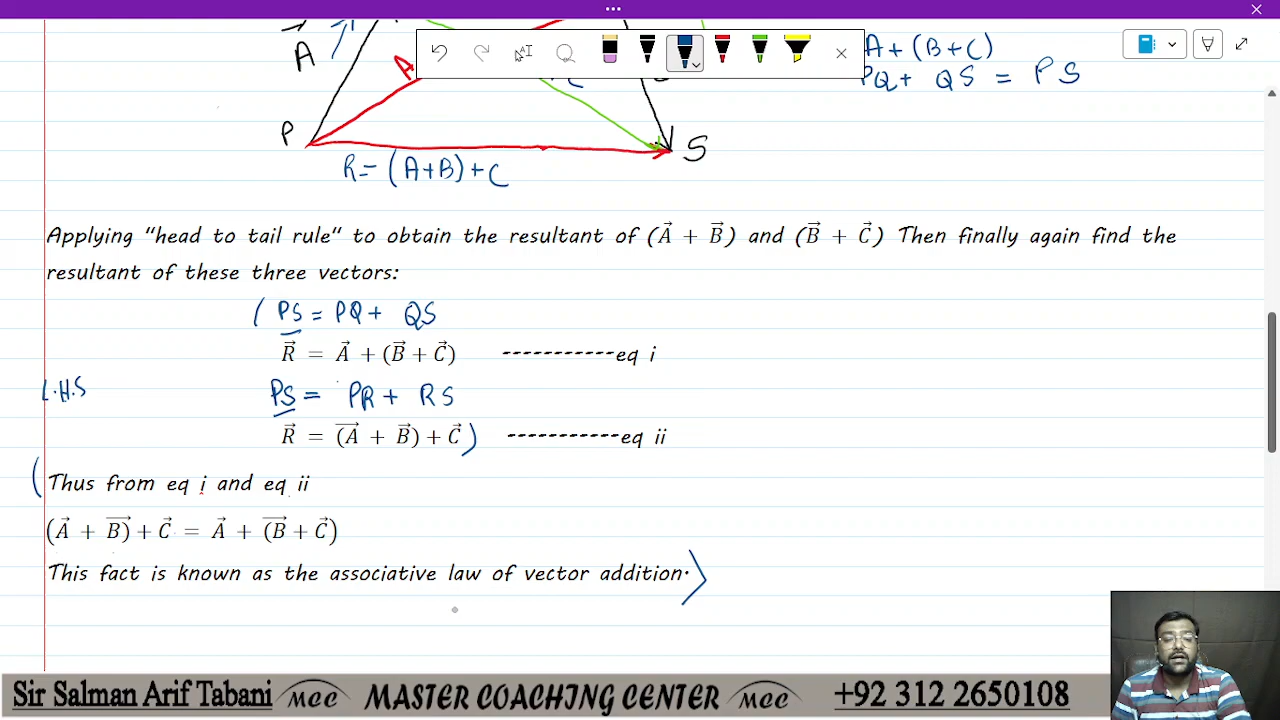 A
A
A + (B + C)
PQ + QS = PS
P
S
R = (A+B) + C
Applying "head to tail rule" to obtain the resultant of (A⃗ + B⃗) and (B⃗ + C⃗) Then finally again find the
resultant of these three vectors:
( PS = PQ + QS
R⃗ = A⃗ + (B⃗ + C⃗) -----------eq i
L.H.S
PS = PR + RS
R⃗ = (A⃗ + B⃗) + C⃗ ) -----------eq ii
(Thus from eq i and eq ii
(A⃗ + B⃗) + C⃗ = A⃗ + (B⃗ + C⃗)
This fact is known as the associative law of vector addition.
Sir Salman Arif Tabani MCC MASTER COACHING CENTER MCC +92 312 2650108